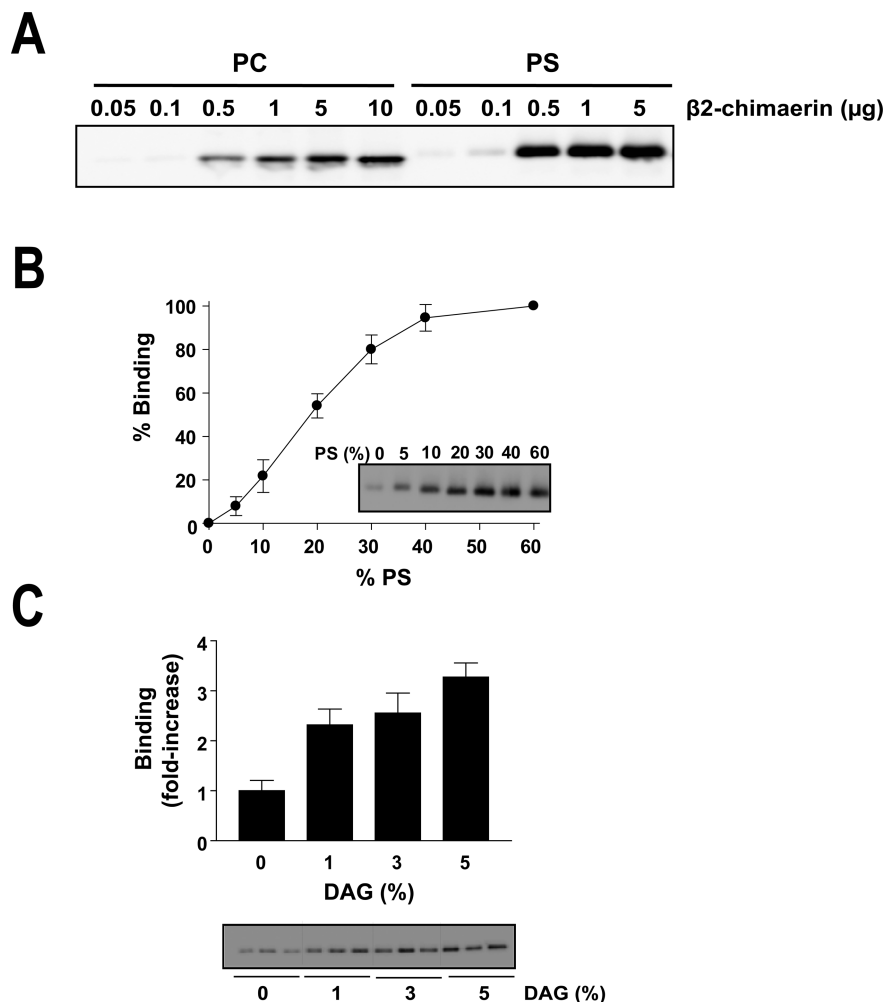 A
PC PS
0.05 0.1 0.5 1 5 10 0.05 0.1 0.5 1 5 β2-chimaerin (µg)
B
100
80
60
40
20
0
% Binding
PS (%) 0 5 10 20 30 40 60
0 10 20 30 40 50 60
% PS
C
4
3
2
1
0
Binding
(fold-increase)
0 1 3 5
DAG (%)
0 1 3 5 DAG (%)